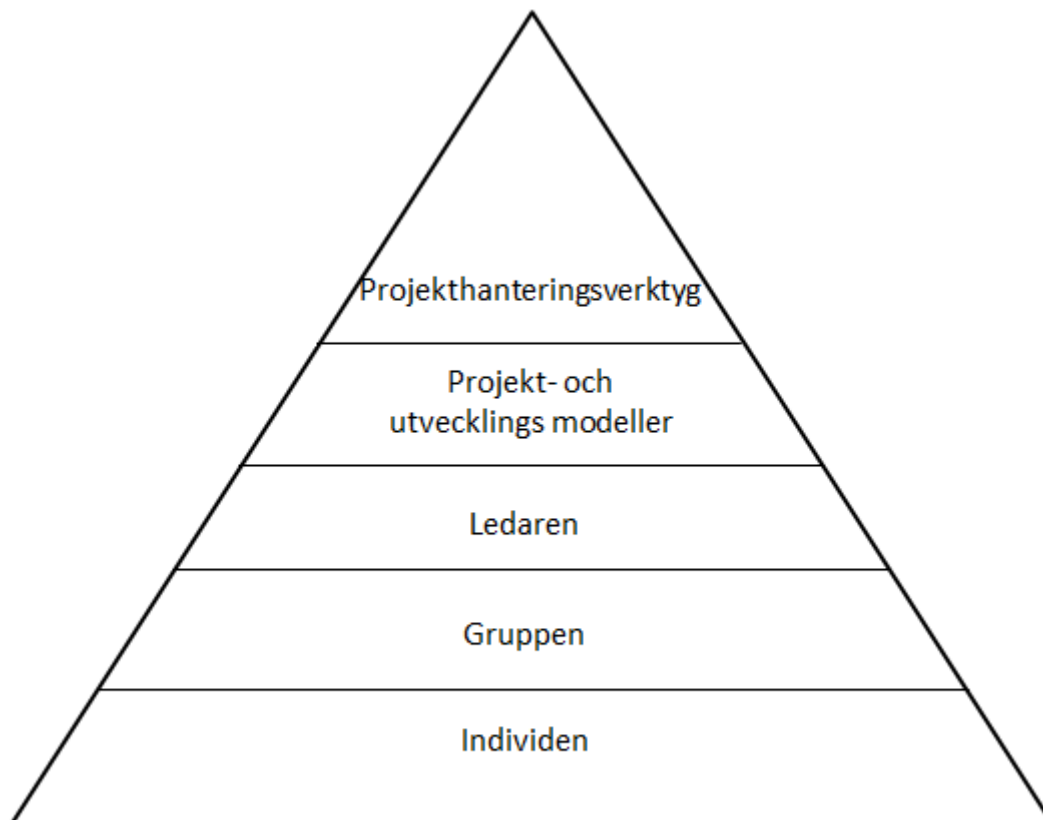 Projekthanteringsverktyg
Projekt- och
utvecklings modeller
Ledaren
Gruppen
Individen